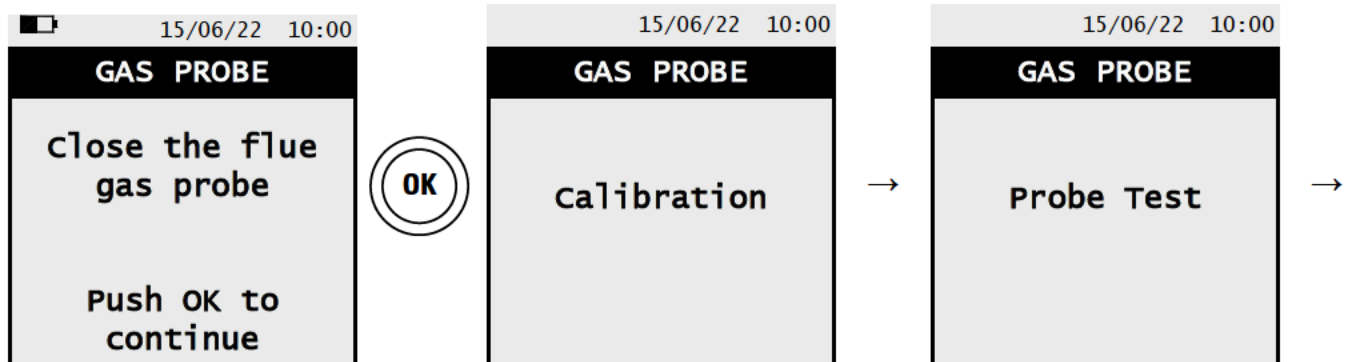 15/06/22 10:00
GAS PROBE
Close the flue
gas probe
Push OK to
continue
OK
15/06/22 10:00
GAS PROBE
Calibration
→
15/06/22 10:00
GAS PROBE
Probe Test
→